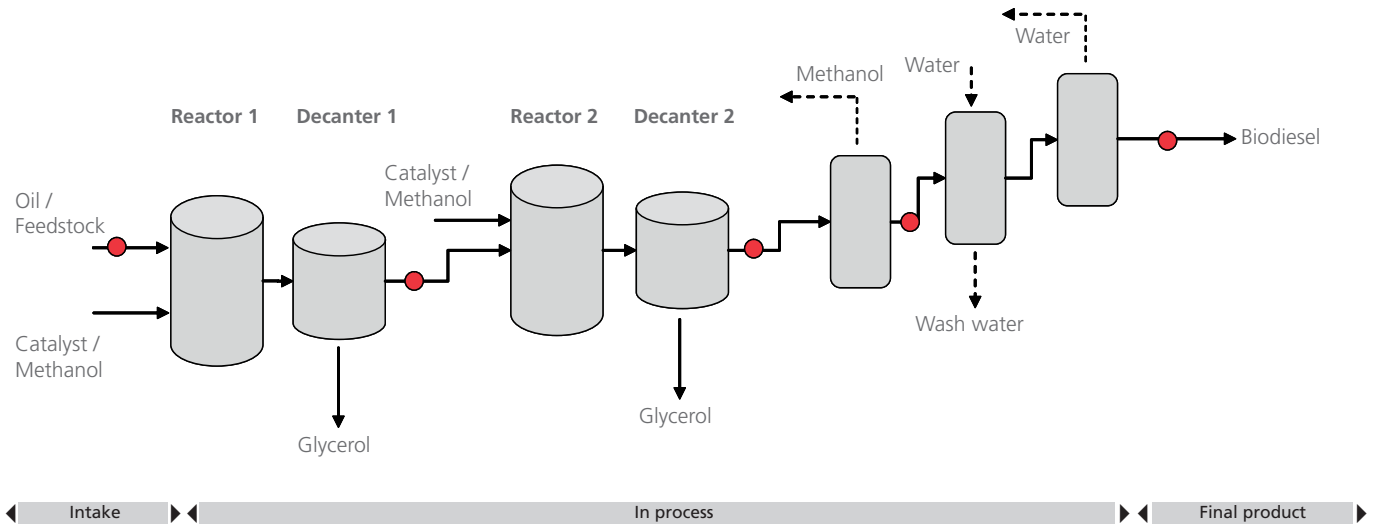 Water
Water
Methanol
Reactor 1
Decanter 1
Reactor 2
Decanter 2
Biodiesel
Catalyst /
Methanol
Oil /
Feedstock
Wash water
Catalyst /
Methanol
Glycerol
Glycerol
Intake
In process
Final product